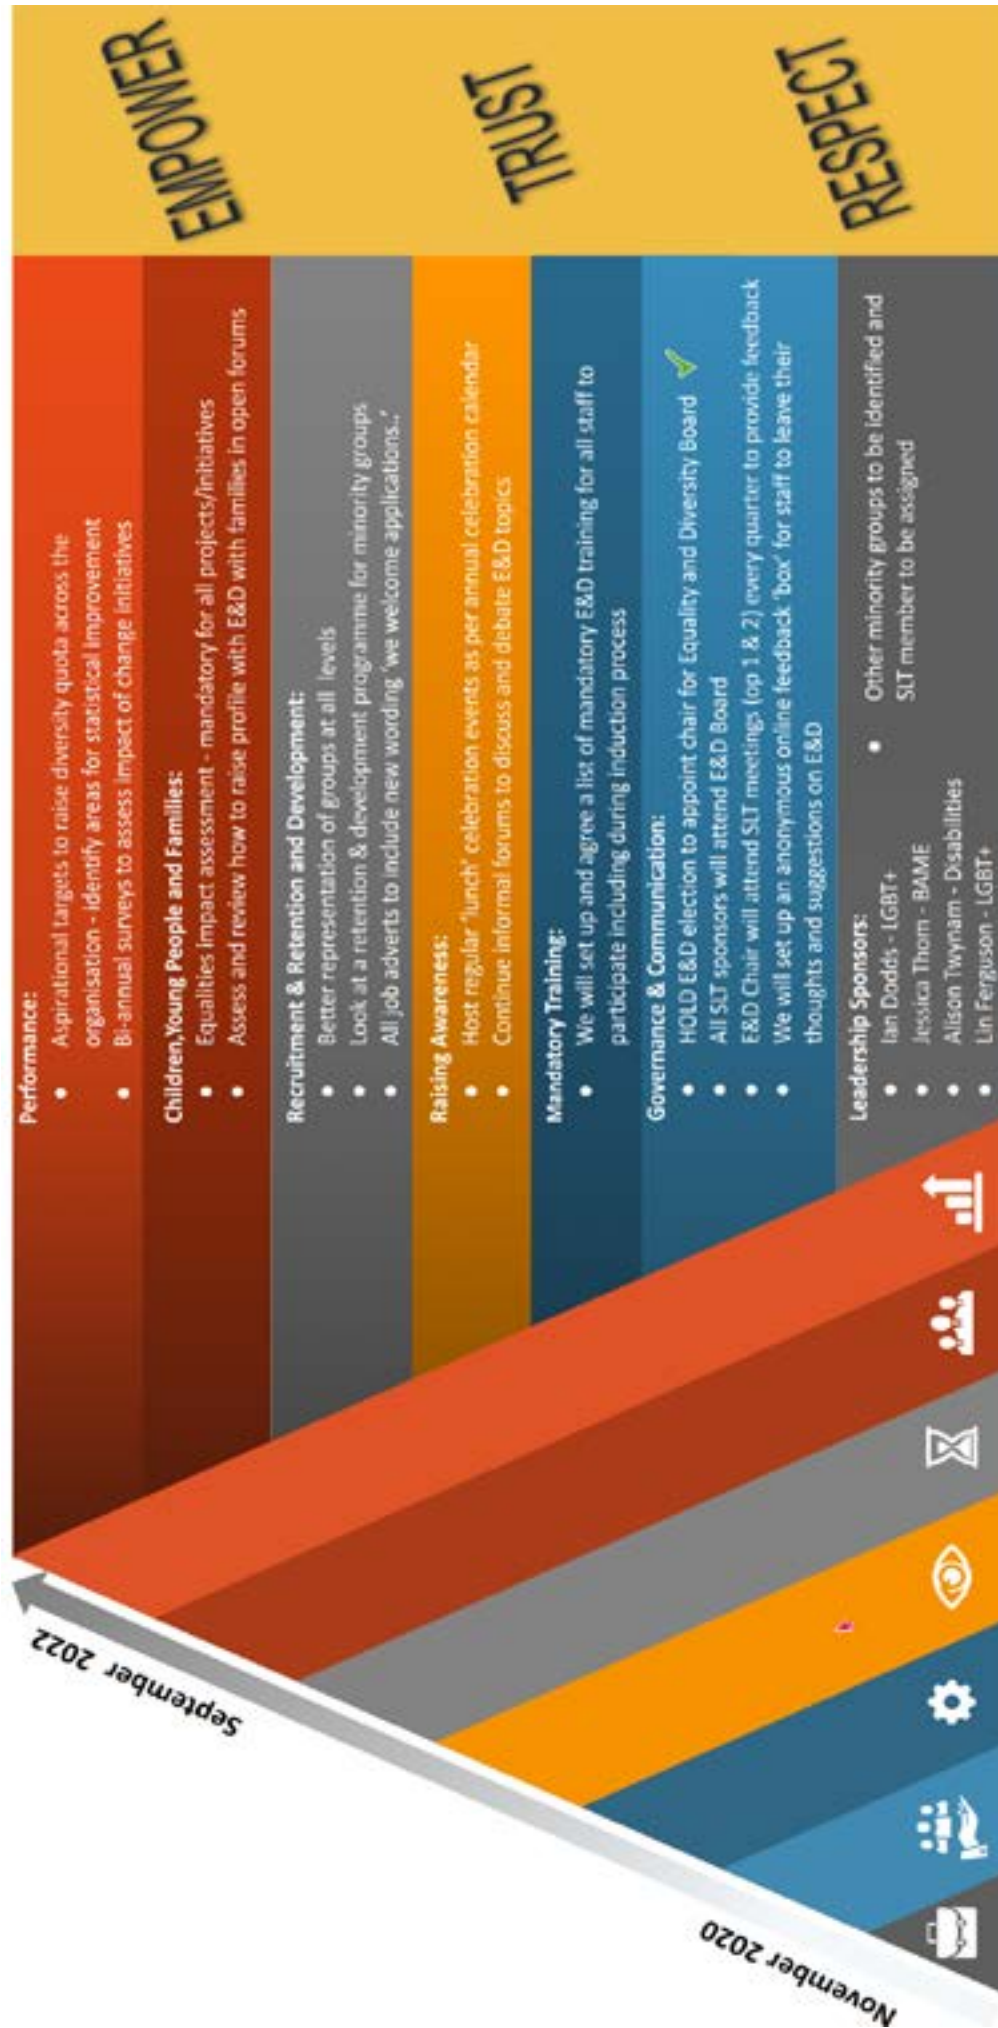 September 2022
November 2020
Performance:
● Aspirational targets to raise diversity quota across the
organisation - identify areas for statistical improvement
● Bi-annual surveys to assess impact of change initiatives
Children,Young People and Families:
● Equalities impact assessment - mandatory for all projects/initiatives
● Assess and review how to raise profile with E&D with families in open forums
Recruitment & Retention and Development:
● Better representation of groups at all levels
● Look at a retention & development programme for minority groups
● All job adverts to include new wording 'we welcome applications..'
Raising Awareness:
● Host regular 'lunch' celebration events as per annual celebration calendar
● Continue informal forums to discuss and debate E&D topics
Mandatory Training:
● We will set up and agree a list of mandatory E&D training for all staff to
participate including during induction process
Governance & Communication:
● HOLD E&D election to appoint chair for Equality and Diversity Board
● All SLT sponsors will attend E&D Board
● E&D Chair will attend SLT meetings (op 1 & 2) every quarter to provide feedback
● We will set up an anonymous online feedback 'box' for staff to leave their
thoughts and suggestions on E&D
Leadership Sponsors:
● Ian Dodds - LGBT+
● Jessica Thom - BAME
● Alison Twynam - Disabilities
● Lin Ferguson - LGBT+
● Other minority groups to be identified and
SLT member to be assigned
EMPOWER
TRUST
RESPECT